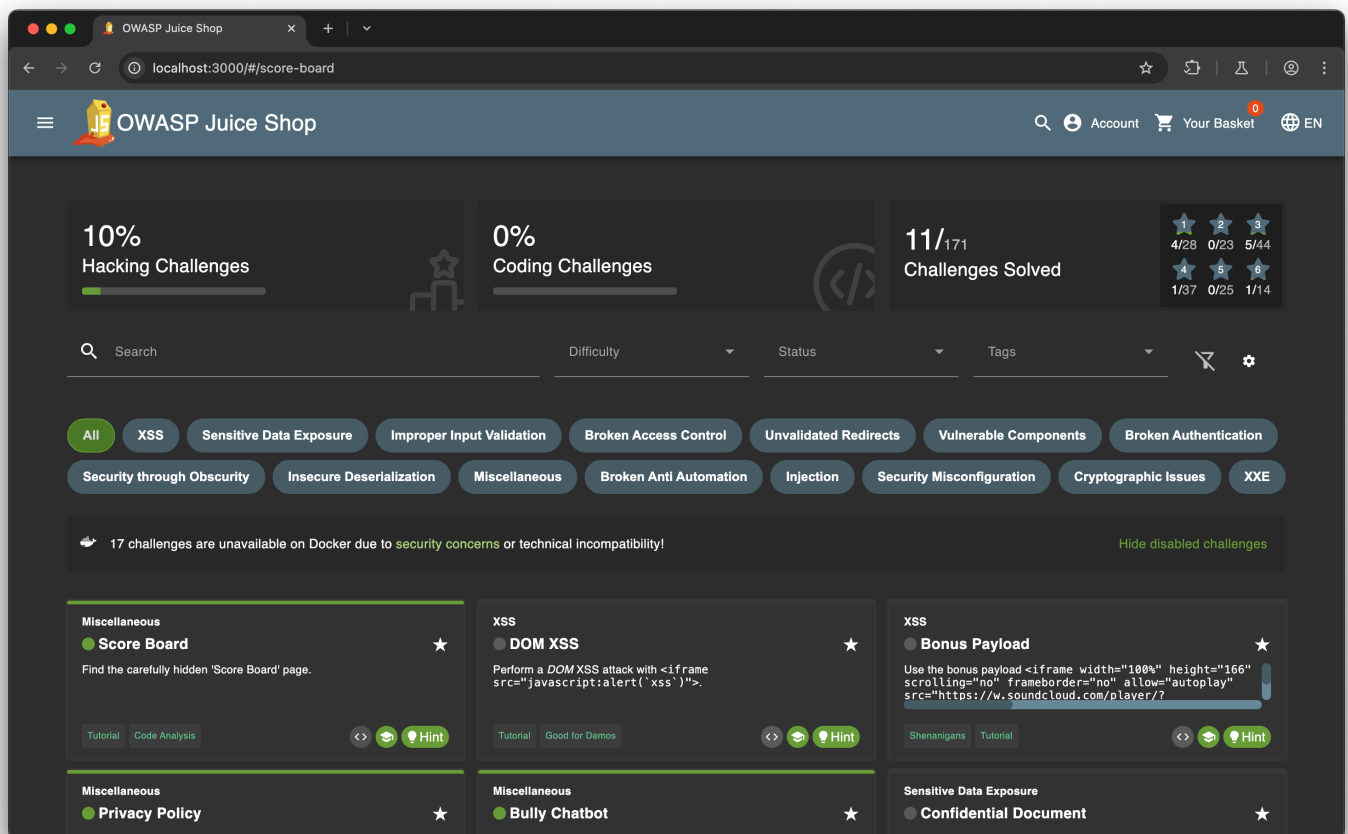 OWASP Juice Shop
localhost:3000/#/score-board
JS OWASP Juice Shop
Account
0
Your Basket
EN
10%
Hacking Challenges
0%
Coding Challenges
11/171
Challenges Solved
1 2 3
4/28 0/23 5/44
4 5 6
1/37 0/25 1/14
Search
Difficulty
Status
Tags
All XSS Sensitive Data Exposure Improper Input Validation Broken Access Control Unvalidated Redirects Vulnerable Components Broken Authentication
Security through Obscurity Insecure Deserialization Miscellaneous Broken Anti Automation Injection Security Misconfiguration Cryptographic Issues XXE
17 challenges are unavailable on Docker due to security concerns or technical incompatibility!
Hide disabled challenges
Miscellaneous
Score Board
Find the carefully hidden 'Score Board' page.
Tutorial Code Analysis
<> Hint
XSS
DOM XSS
Perform a DOM XSS attack with <iframe
src="javascript:alert(`xss`)">.
Tutorial Good for Demos
<> Hint
XSS
Bonus Payload
Use the bonus payload <iframe width="100%" height="166"
scrolling="no" frameborder="no" allow="autoplay"
src="https://w.soundcloud.com/player/?
Shenanigans Tutorial
<> Hint
Miscellaneous
Privacy Policy
Miscellaneous
Bully Chatbot
Sensitive Data Exposure
Confidential Document